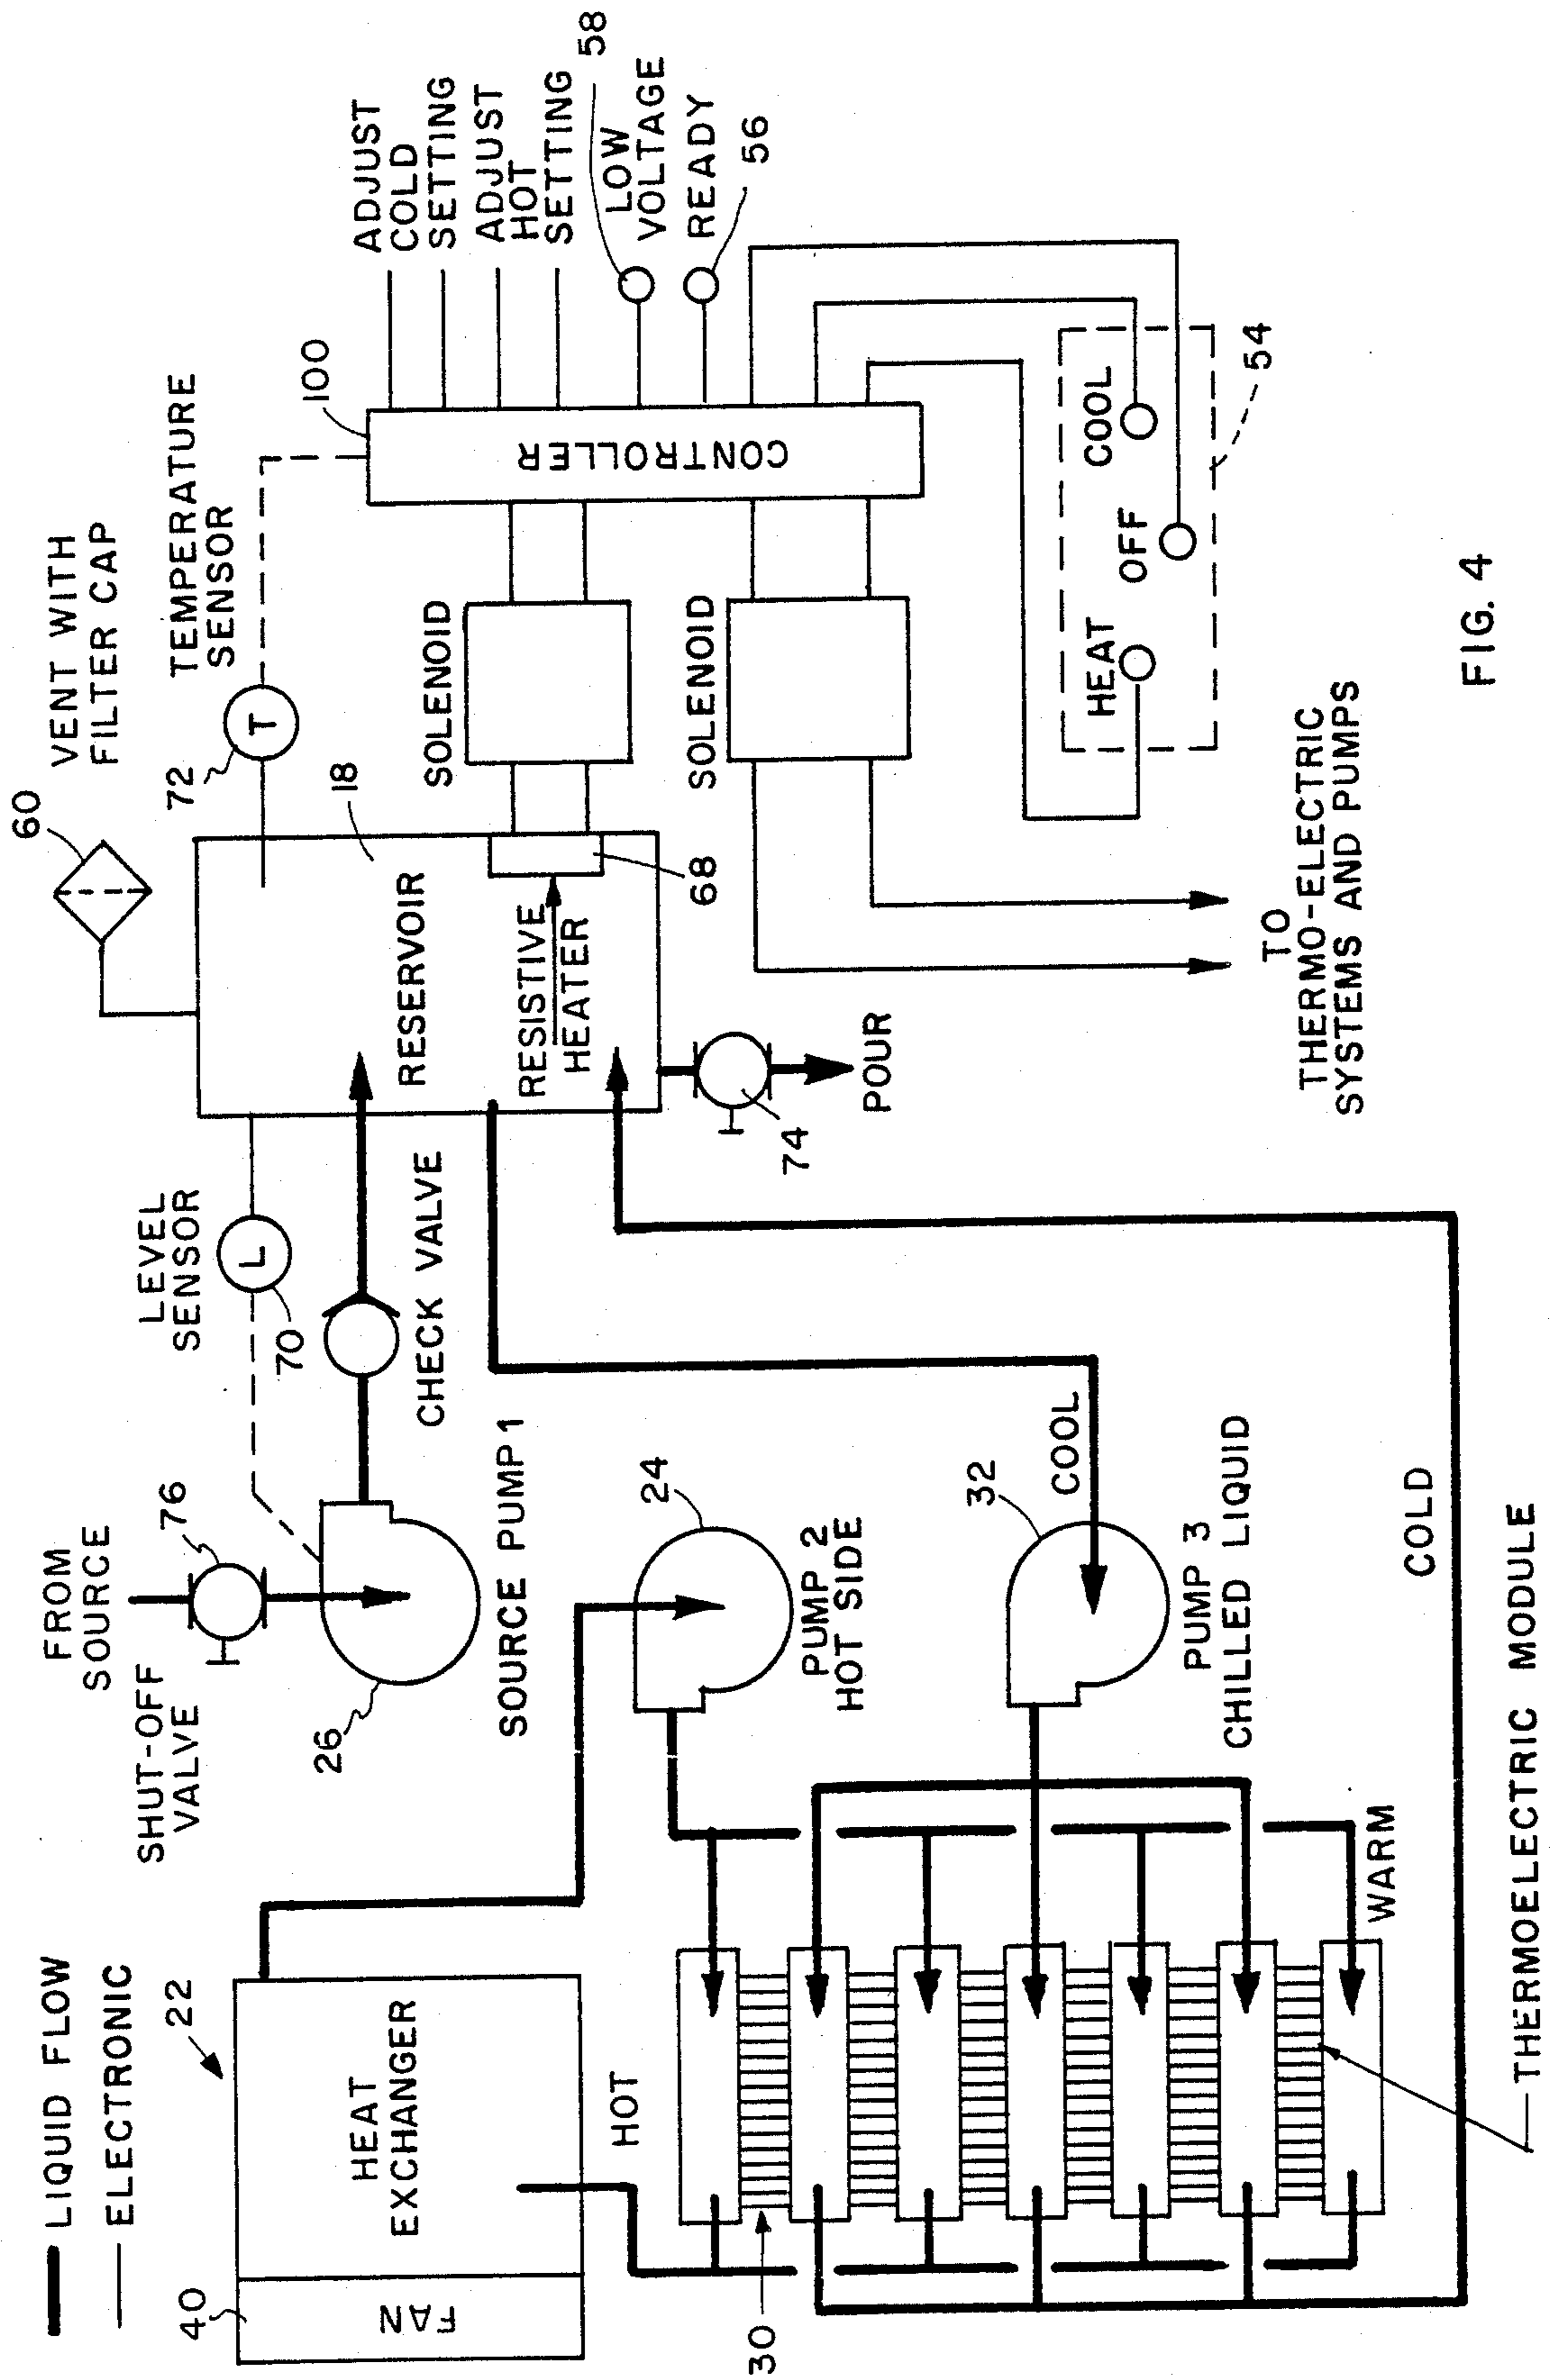 LIQUID FLOW
ELECTRONIC
40
FAN
22
HEAT
EXCHANGER
SHUT-OFF
VALVE
FROM
SOURCE
76
26
SOURCE PUMP 1
LEVEL
SENSOR
L
70
CHECK VALVE
60
VENT WITH
FILTER CAP
72
T
TEMPERATURE
SENSOR
18
RESERVOIR
RESISTIVE
HEATER
68
SOLENOID
SOLENOID
100
CONTROLLER
ADJUST
COLD
SETTING
ADJUST
HOT
SETTING
58
LOW
VOLTAGE
READY
56
HEAT
OFF
COOL
54
74
POUR
TO
THERMO-ELECTRIC
SYSTEMS AND PUMPS
HOT
24
PUMP 2
HOT SIDE
32
COOL
PUMP 3
CHILLED LIQUID
WARM
COLD
30
THERMOELECTRIC MODULE
FIG. 4